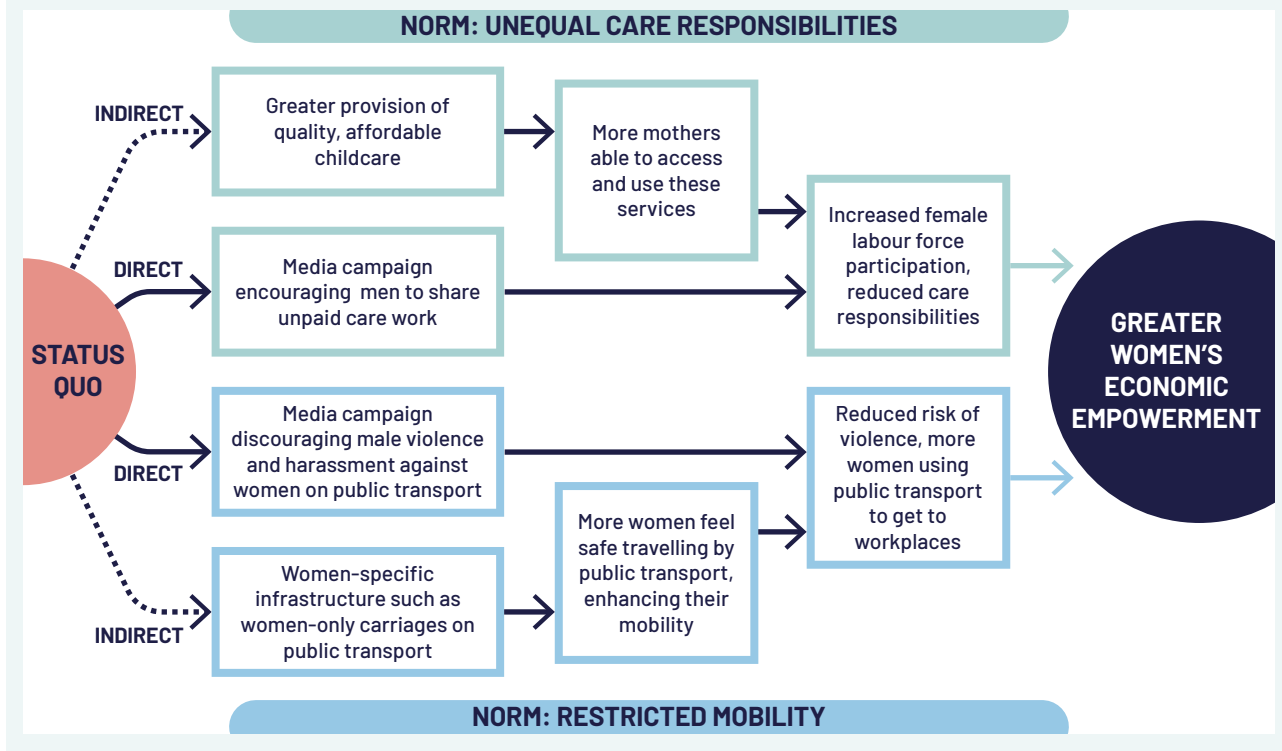 NORM: UNEQUAL CARE RESPONSIBILITIES
INDIRECT
Greater provision of
quality, affordable
childcare
More mothers
able to access
and use these
services
DIRECT
Media campaign
encouraging men to share
unpaid care work
Increased female
labour force
participation,
reduced care
responsibilities
STATUS
QUO
GREATER
WOMEN'S
ECONOMIC
EMPOWERMENT
DIRECT
Media campaign
discouraging male violence
and harassment against
women on public transport
Reduced risk of
violence, more
women using
public transport
to get to
workplaces
INDIRECT
Women-specific
infrastructure such as
women-only carriages on
public transport
More women feel
safe travelling by
public transport,
enhancing their
mobility
NORM: RESTRICTED MOBILITY